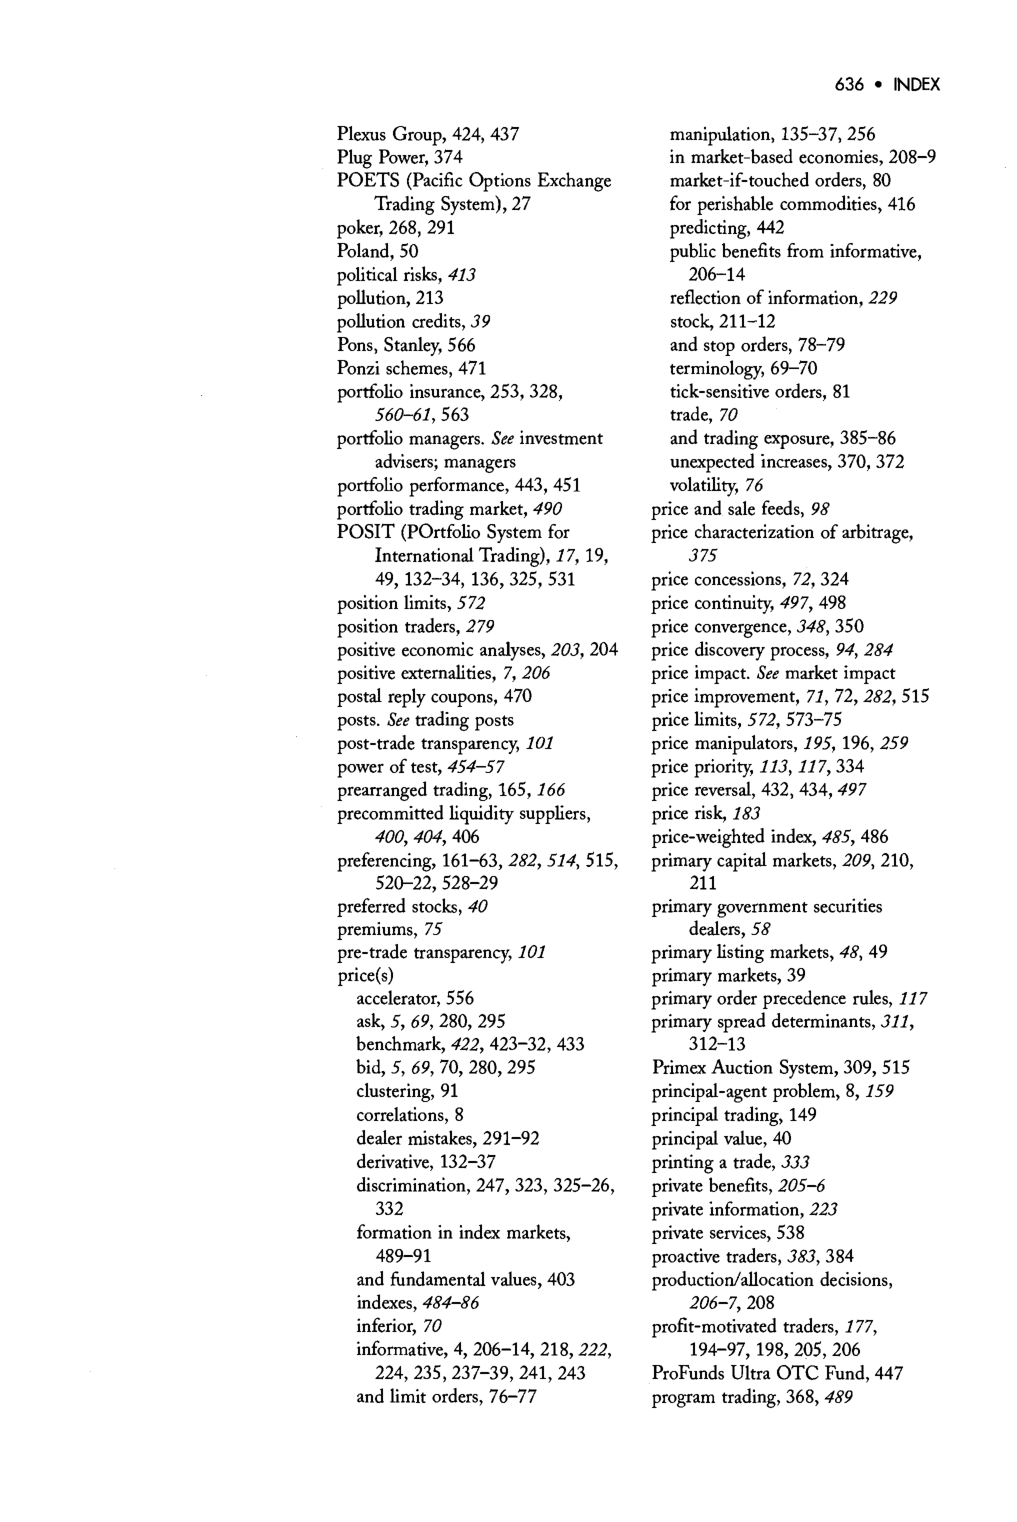 636 • INDEX
Plexus Group, 424, 437
Plug Power, 374
POETS (Pacific Options Exchange
Trading System), 27
poker, 268, 291
Poland, 50
political risks, 413
pollution, 213
pollution credits, 39
Pons, Stanley, 566
Ponzi schemes, 471
portfolio insurance, 253, 328,
560–61, 563
portfolio managers. See investment
advisers; managers
portfolio performance, 443, 451
portfolio trading market, 490
POSIT (POrtfolio System for
International Trading), 17, 19,
49, 132–34, 136, 325, 531
position limits, 572
position traders, 279
positive economic analyses, 203, 204
positive externalities, 7, 206
postal reply coupons, 470
posts. See trading posts
post-trade transparency, 101
power of test, 454–57
prearranged trading, 165, 166
precommitted liquidity suppliers,
400, 404, 406
preferencing, 161–63, 282, 514, 515,
520–22, 528–29
preferred stocks, 40
premiums, 75
pre-trade transparency, 101
price(s)
accelerator, 556
ask, 5, 69, 280, 295
benchmark, 422, 423–32, 433
bid, 5, 69, 70, 280, 295
clustering, 91
correlations, 8
dealer mistakes, 291–92
derivative, 132–37
discrimination, 247, 323, 325–26,
332
formation in index markets,
489–91
and fundamental values, 403
indexes, 484–86
inferior, 70
informative, 4, 206–14, 218, 222,
224, 235, 237–39, 241, 243
and limit orders, 76–77
manipulation, 135–37, 256
in market-based economies, 208–9
market-if-touched orders, 80
for perishable commodities, 416
predicting, 442
public benefits from informative,
206–14
reflection of information, 229
stock, 211–12
and stop orders, 78–79
terminology, 69–70
tick-sensitive orders, 81
trade, 70
and trading exposure, 385–86
unexpected increases, 370, 372
volatility, 76
price and sale feeds, 98
price characterization of arbitrage,
375
price concessions, 72, 324
price continuity, 497, 498
price convergence, 348, 350
price discovery process, 94, 284
price impact. See market impact
price improvement, 71, 72, 282, 515
price limits, 572, 573–75
price manipulators, 195, 196, 259
price priority, 113, 117, 334
price reversal, 432, 434, 497
price risk, 183
price-weighted index, 485, 486
primary capital markets, 209, 210,
211
primary government securities
dealers, 58
primary listing markets, 48, 49
primary markets, 39
primary order precedence rules, 117
primary spread determinants, 311,
312–13
Primex Auction System, 309, 515
principal-agent problem, 8, 159
principal trading, 149
principal value, 40
printing a trade, 333
private benefits, 205–6
private information, 223
private services, 538
proactive traders, 383, 384
production/allocation decisions,
206–7, 208
profit-motivated traders, 177,
194–97, 198, 205, 206
ProFunds Ultra OTC Fund, 447
program trading, 368, 489